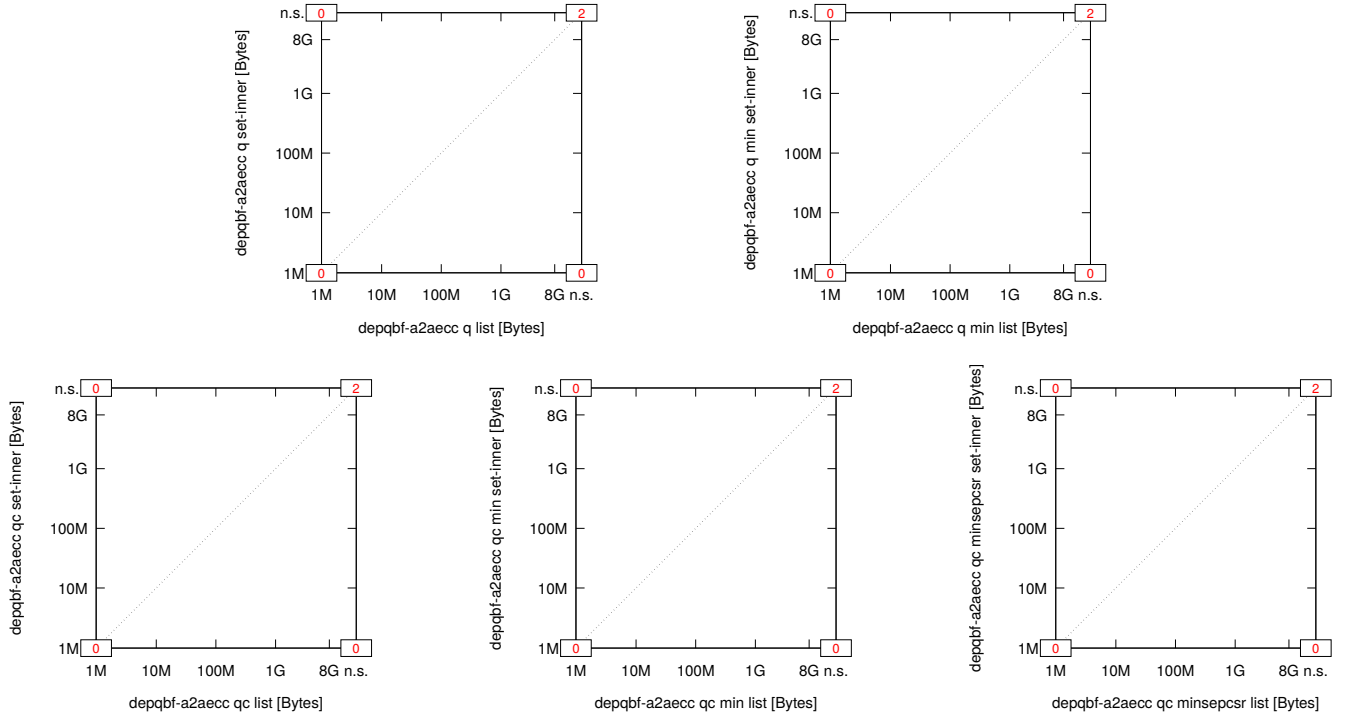 n.s. 0 2
8G
1G
100M
10M
1M 0 0
1M 10M 100M 1G 8G n.s.
depqbf-a2aecc q set-inner [Bytes]
depqbf-a2aecc q list [Bytes]
n.s. 0 2
8G
1G
100M
10M
1M 0 0
1M 10M 100M 1G 8G n.s.
depqbf-a2aecc q min set-inner [Bytes]
depqbf-a2aecc q min list [Bytes]
n.s. 0 2
8G
1G
100M
10M
1M 0 0
1M 10M 100M 1G 8G n.s.
depqbf-a2aecc qc set-inner [Bytes]
depqbf-a2aecc qc list [Bytes]
n.s. 0 2
8G
1G
100M
10M
1M 0 0
1M 10M 100M 1G 8G n.s.
depqbf-a2aecc qc min set-inner [Bytes]
depqbf-a2aecc qc min list [Bytes]
n.s. 0 2
8G
1G
100M
10M
1M 0 0
1M 10M 100M 1G 8G n.s.
depqbf-a2aecc qc minsepcsr set-inner [Bytes]
depqbf-a2aecc qc minsepcsr list [Bytes]